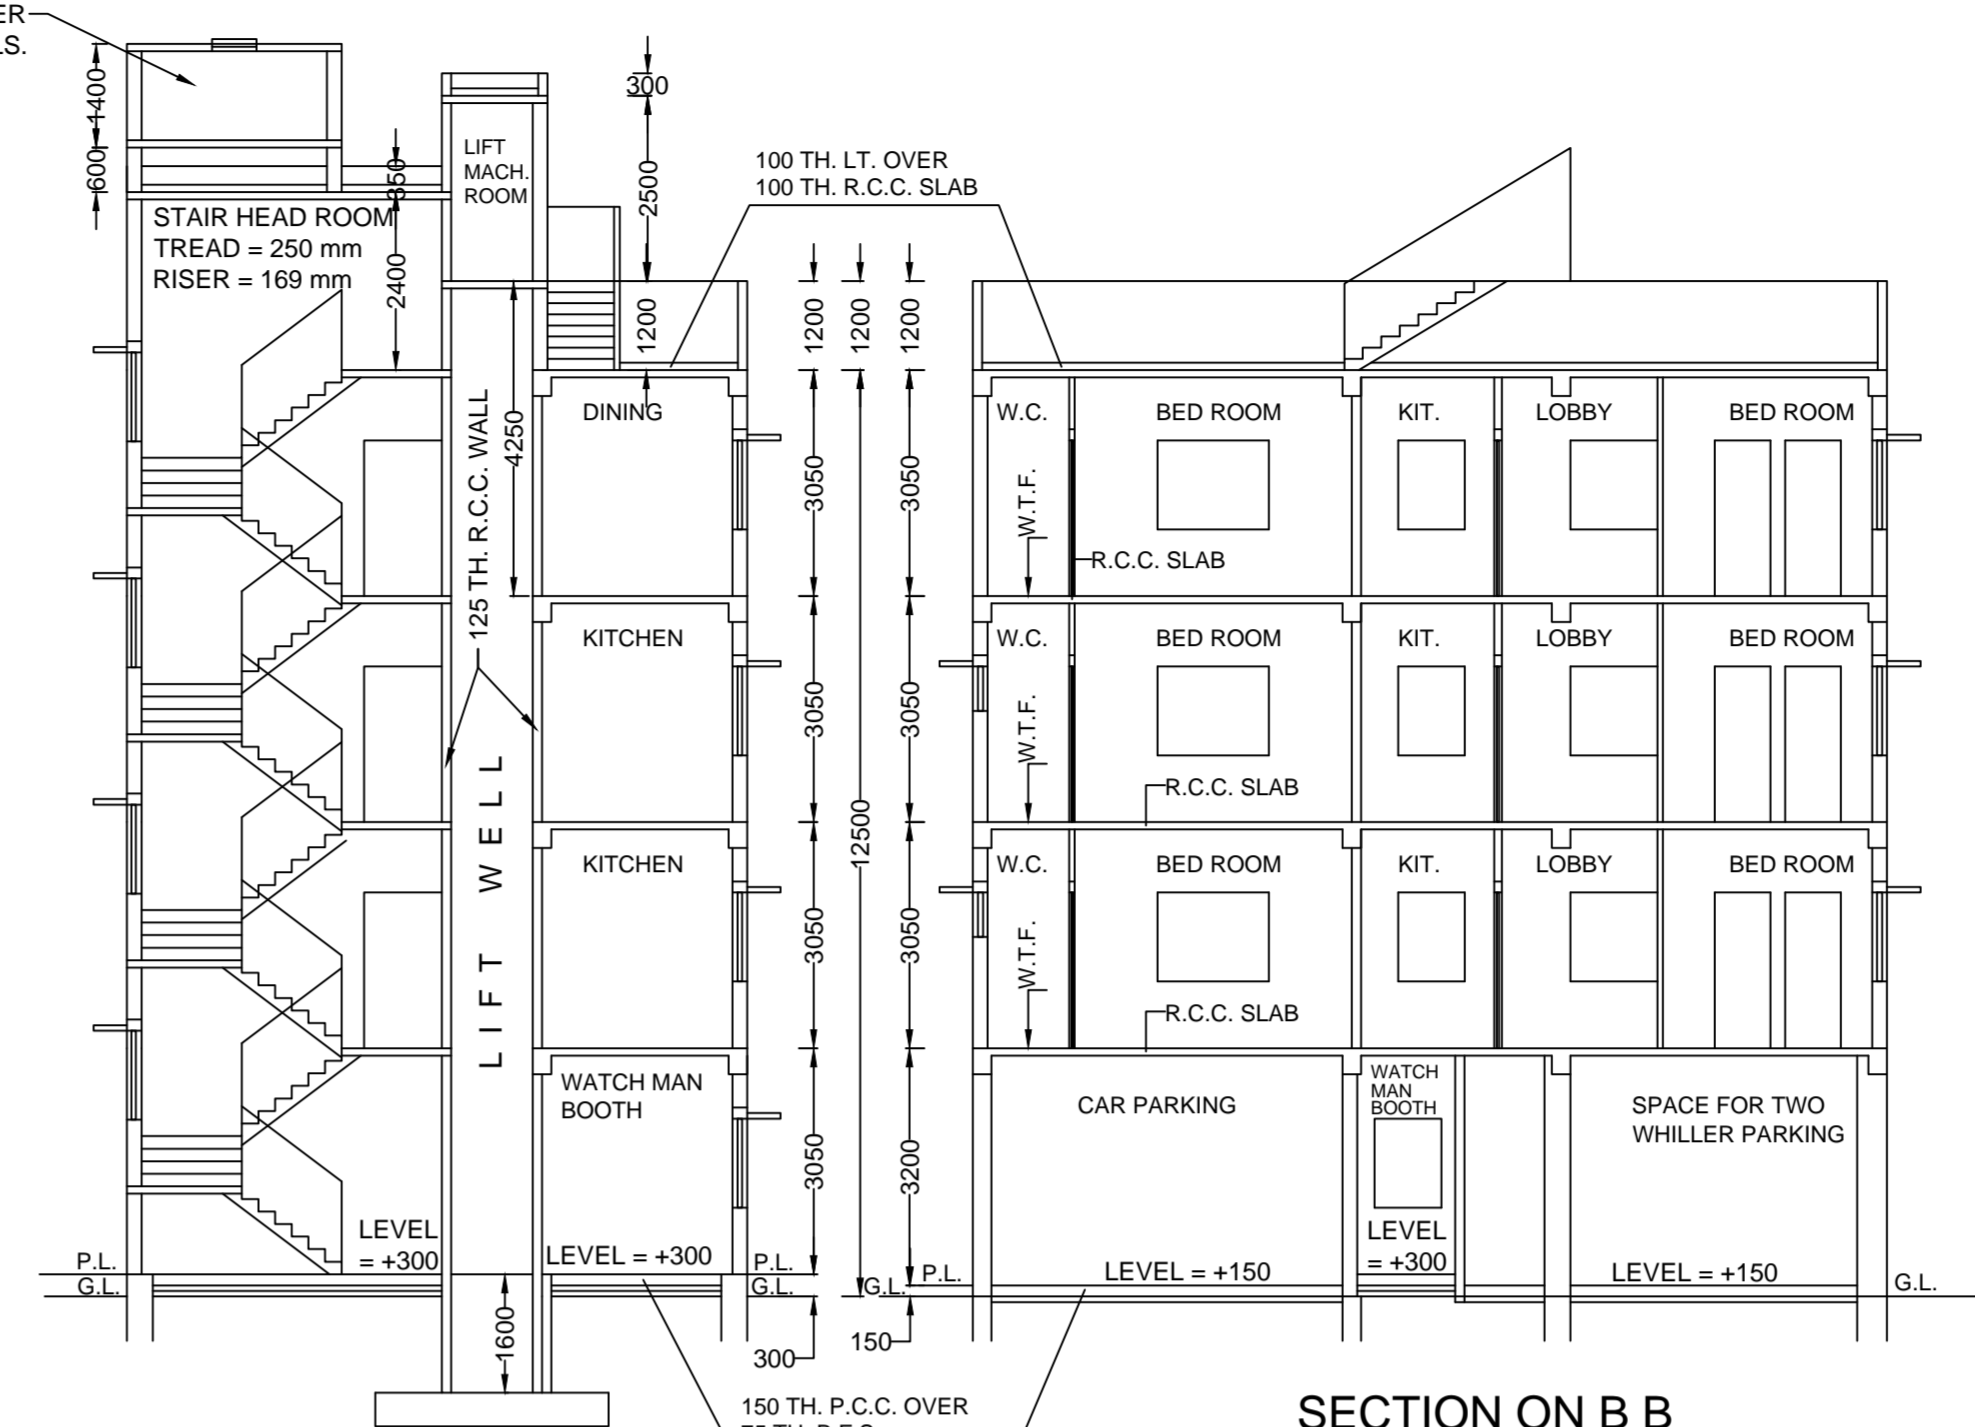 ER
LS.
1400
600
350
2400
STAIR HEAD ROOM
TREAD = 250 mm
RISER = 169 mm
LIFT
MACH.
ROOM
300
2500
1200
100 TH. LT. OVER
100 TH. R.C.C. SLAB
1200
1200
1200
125 TH. R.C.C. WALL
4250
LIFT WELL
1600
DINING
KITCHEN
KITCHEN
WATCH MAN
BOOTH
LEVEL
= +300
LEVEL = +300
P.L.
G.L.
P.L.
G.L.
3050
3050
3050
3050
300
12500
3050
3050
3050
3200
150
G.L.
P.L.
W.C.
BED ROOM
KIT.
LOBBY
BED ROOM
W.T.F.
R.C.C. SLAB
W.C.
BED ROOM
KIT.
LOBBY
BED ROOM
W.T.F.
R.C.C. SLAB
W.C.
BED ROOM
KIT.
LOBBY
BED ROOM
W.T.F.
R.C.C. SLAB
CAR PARKING
WATCH
MAN
BOOTH
SPACE FOR TWO
WHILLER PARKING
LEVEL = +150
LEVEL
= +300
LEVEL = +150
G.L.
150 TH. P.C.C. OVER
SECTION ON B B